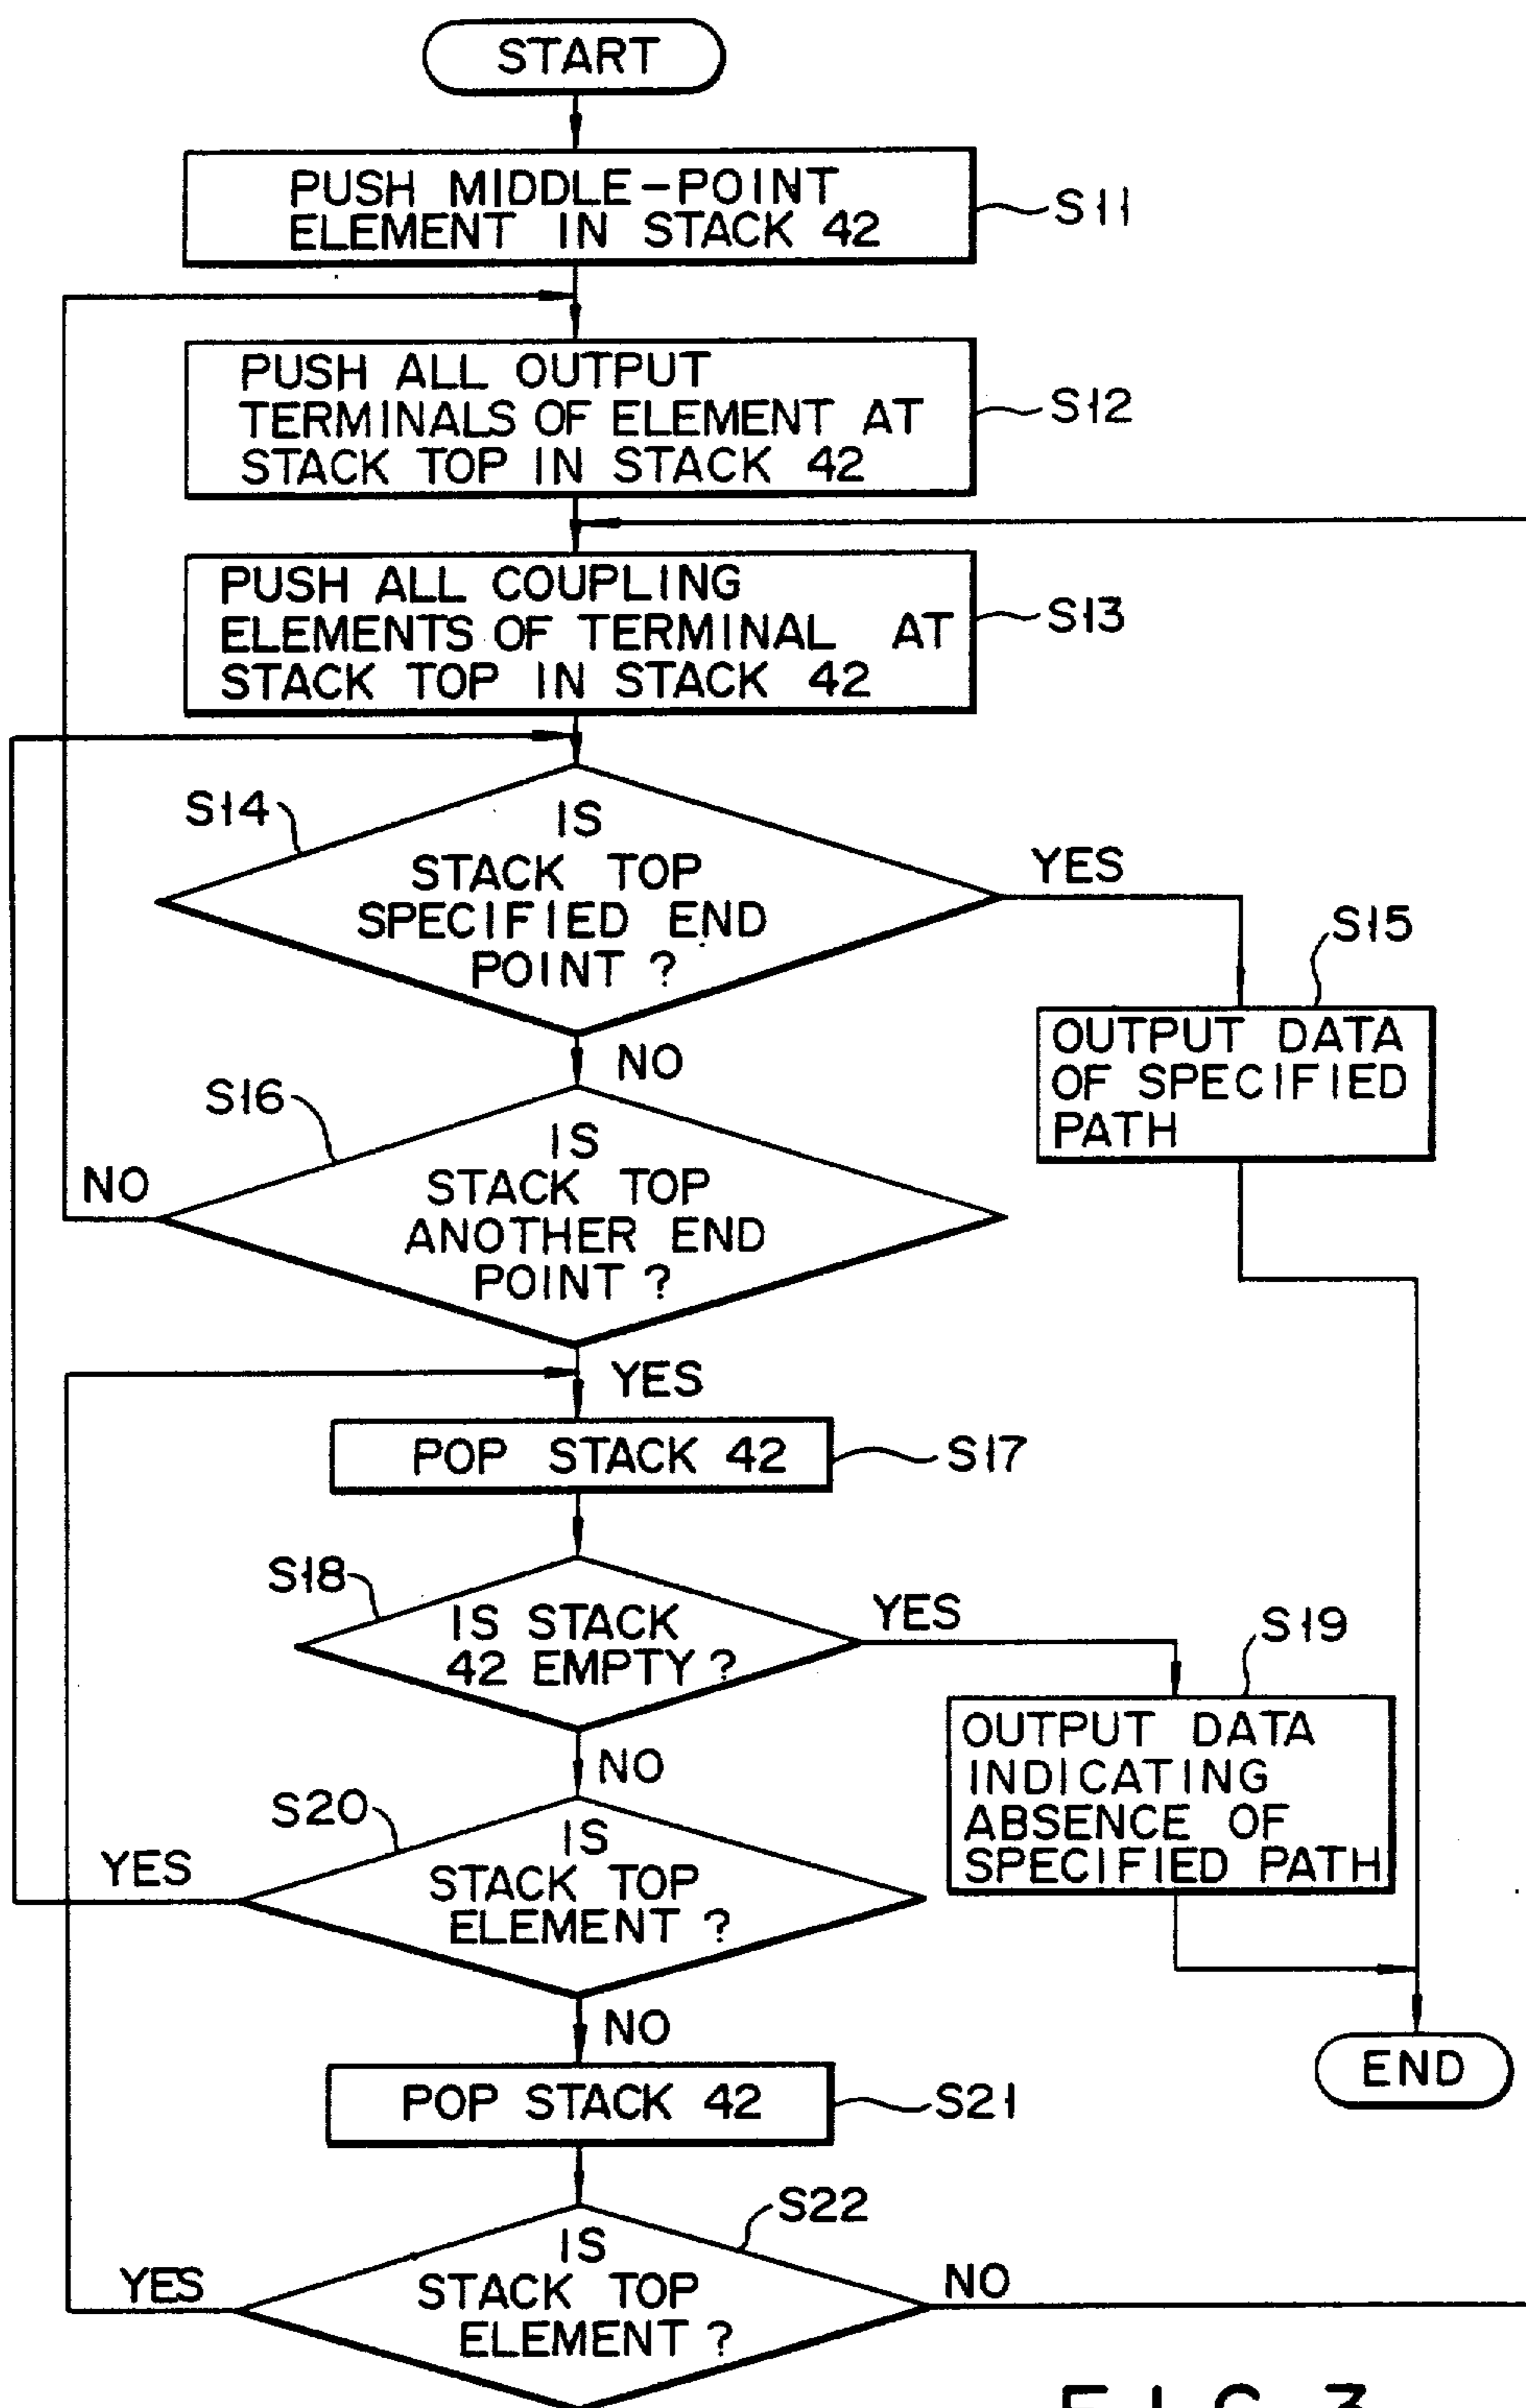 START
PUSH MIDDLE-POINT
ELEMENT IN STACK 42
S11
PUSH ALL OUTPUT
TERMINALS OF ELEMENT AT
STACK TOP IN STACK 42
S12
PUSH ALL COUPLING
ELEMENTS OF TERMINAL AT
STACK TOP IN STACK 42
S13
S14
IS
STACK TOP
SPECIFIED END
POINT ?
YES
NO
S15
OUTPUT DATA
OF SPECIFIED
PATH
S16
IS
STACK TOP
ANOTHER END
POINT ?
NO
YES
POP STACK 42
S17
S18
IS STACK
42 EMPTY ?
YES
NO
S19
OUTPUT DATA
INDICATING
ABSENCE OF
SPECIFIED PATH
S20
IS
STACK TOP
ELEMENT ?
YES
NO
END
POP STACK 42
S21
S22
IS
STACK TOP
ELEMENT ?
YES
NO
FIG. 3